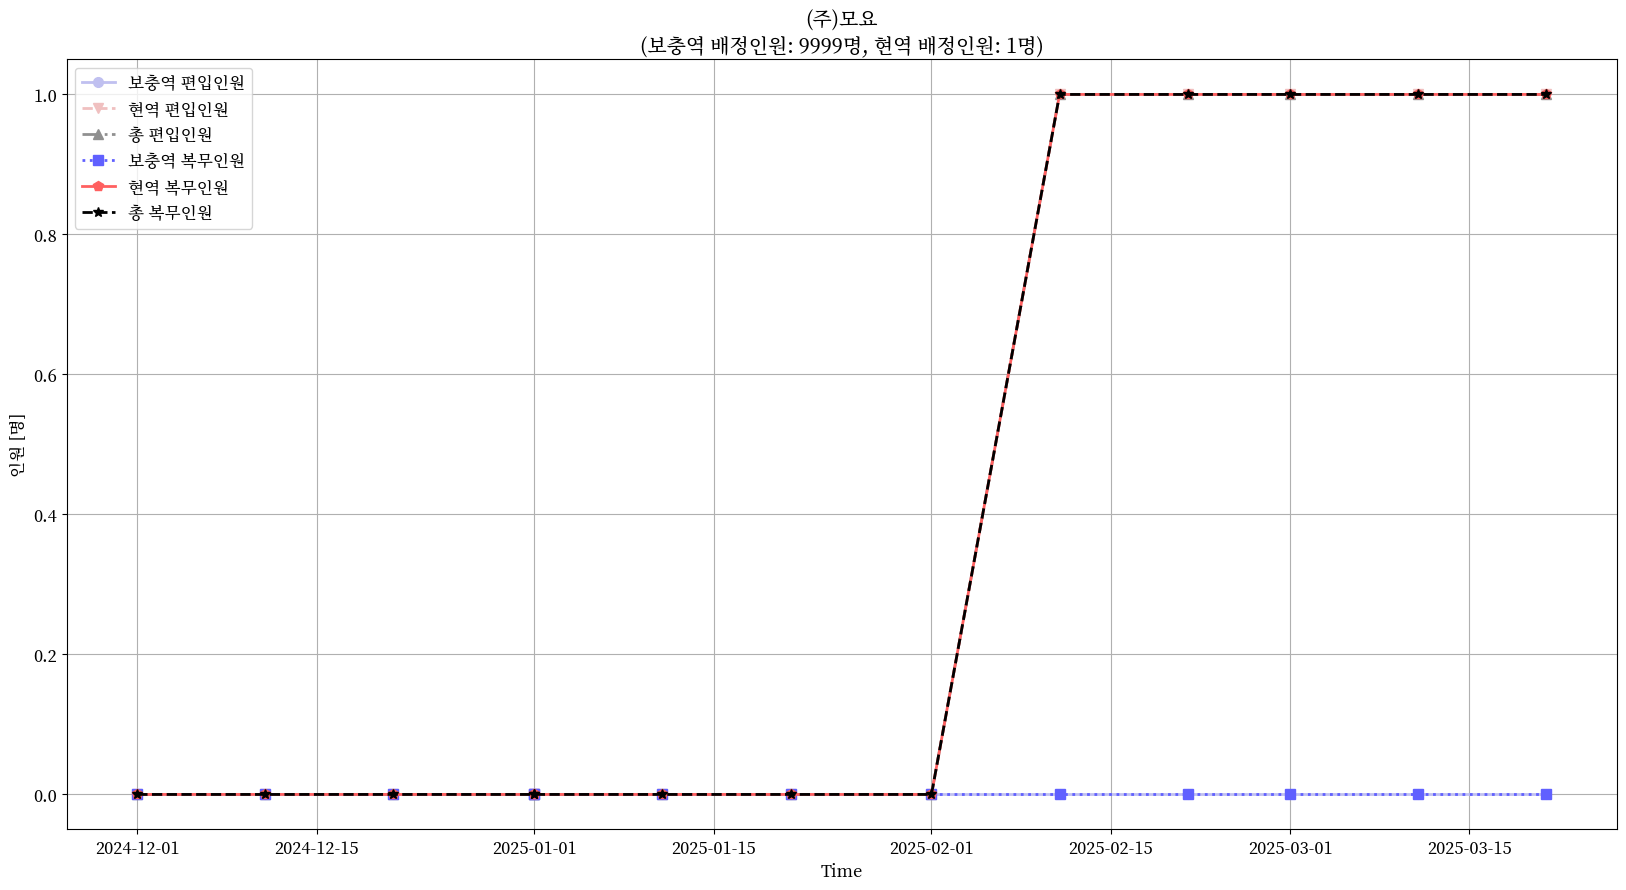 (주)모요
(보충역 배정인원: 9999명, 현역 배정인원: 1명)
보충역 편입인원
현역 편입인원
총 편입인원
보충역 복무인원
현역 복무인원
총 복무인원
인원 [명]
1.0
0.8
0.6
0.4
0.2
0.0
2024-12-01
2024-12-15
2025-01-01
2025-01-15
2025-02-01
2025-02-15
2025-03-01
2025-03-15
Time